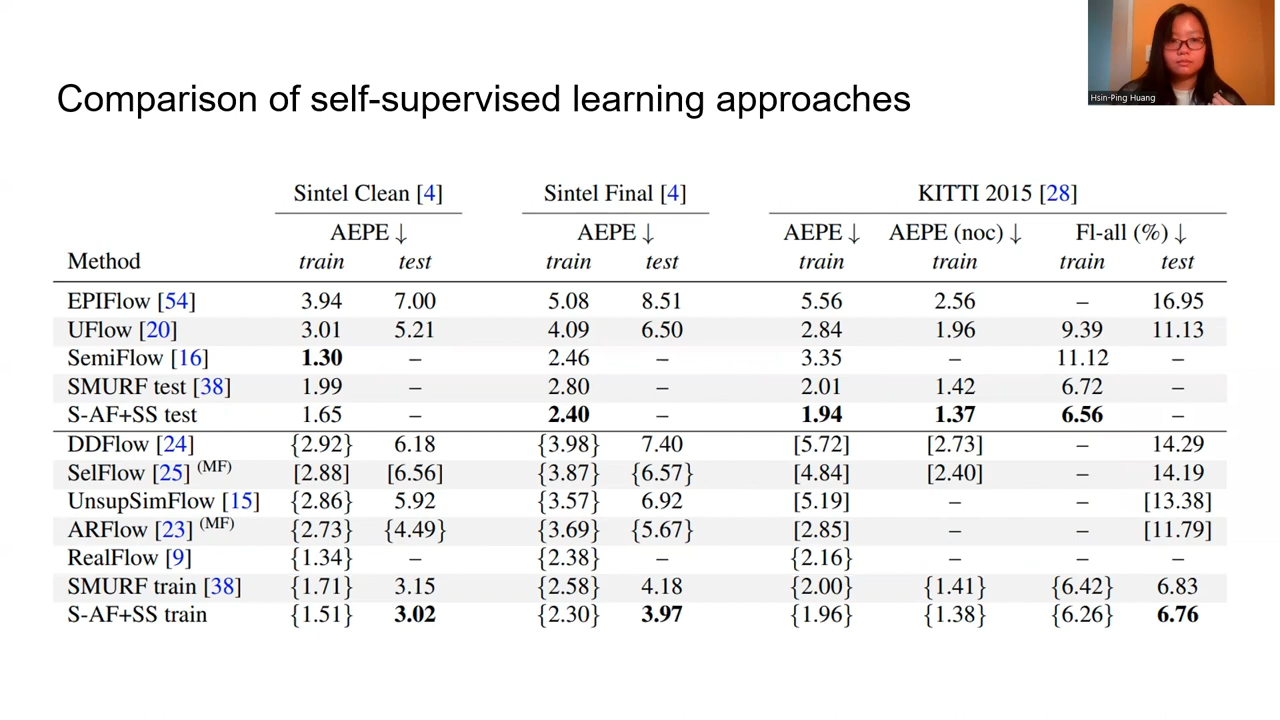 Hsin-Ping Huang
Comparison of self-supervised learning approaches
Sintel Clean [4] Sintel Final [4] KITTI 2015 [28]
AEPE ↓ AEPE ↓ AEPE ↓ AEPE (noc) ↓ Fl-all (%) ↓
Method train test train test train train train test
EPIFlow [54] 3.94 7.00 5.08 8.51 5.56 2.56 – 16.95
UFlow [20] 3.01 5.21 4.09 6.50 2.84 1.96 9.39 11.13
SemiFlow [16] 1.30 – 2.46 – 3.35 – 11.12 –
SMURF test [38] 1.99 – 2.80 – 2.01 1.42 6.72 –
S-AF+SS test 1.65 – 2.40 – 1.94 1.37 6.56 –
DDFlow [24] {2.92} 6.18 {3.98} 7.40 [5.72] [2.73] – 14.29
SelFlow [25] (MF) [2.88] [6.56] {3.87} {6.57} [4.84] [2.40] – 14.19
UnsupSimFlow [15] {2.86} 5.92 {3.57} 6.92 [5.19] – – [13.38]
ARFlow [23] (MF) {2.73} {4.49} {3.69} {5.67} [2.85] – – [11.79]
RealFlow [9] {1.34} – {2.38} – {2.16} – – –
SMURF train [38] {1.71} 3.15 {2.58} 4.18 {2.00} {1.41} {6.42} 6.83
S-AF+SS train {1.51} 3.02 {2.30} 3.97 {1.96} {1.38} {6.26} 6.76